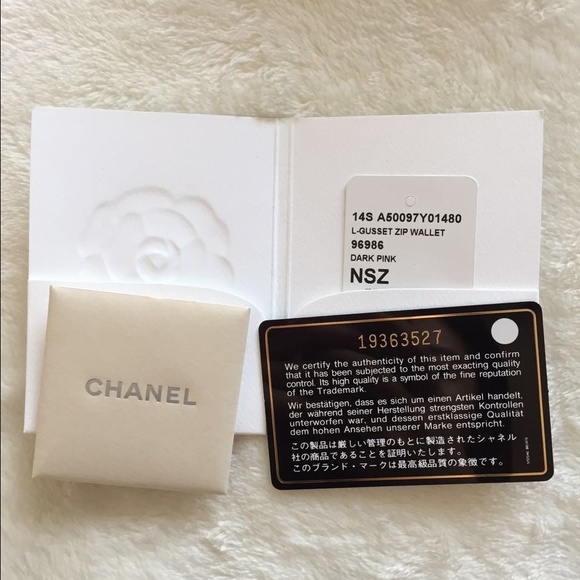 14S A50097Y01480
L-GUSSET ZIP WALLET
96986
DARK PINK
NSZ
CHANEL
19363527
We certify the authenticity of this item and confirm
that it has been subjected to the most exacting quality
control. Its high quality is a symbol of the fine reputation
of the Trademark.
Wir bestätigen, dass es sich um einen Artikel handelt,
der während seiner Herstellung strengsten Kontrollen
unterworfen war, und dessen erstklassige Qualität
dem hohen Ansehen unserer Marke entspricht.
この製品は厳しい管理のもとに製造されたシャネル
社の商品であることを証明いたします。
このブランド・マークは最高級品の象徴です。